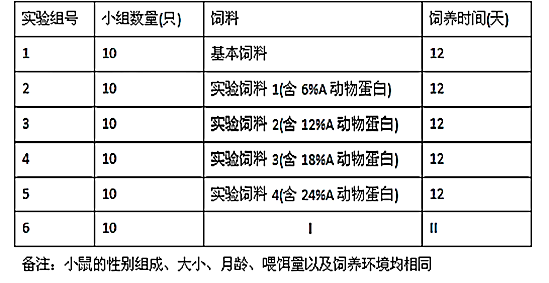 实验组号 小组数量(只) 饲料 饲养时间(天)
1 10 基本饲料 12
2 10 实验饲料 1(含 6%A 动物蛋白) 12
3 10 实验饲料 2(含 12%A 动物蛋白) 12
4 10 实验饲料 3(含 18%A 动物蛋白) 12
5 10 实验饲料 4(含 24%A 动物蛋白) 12
6 10 I II
备注：小鼠的性别组成、大小、月龄、喂饵量以及饲养环境均相同